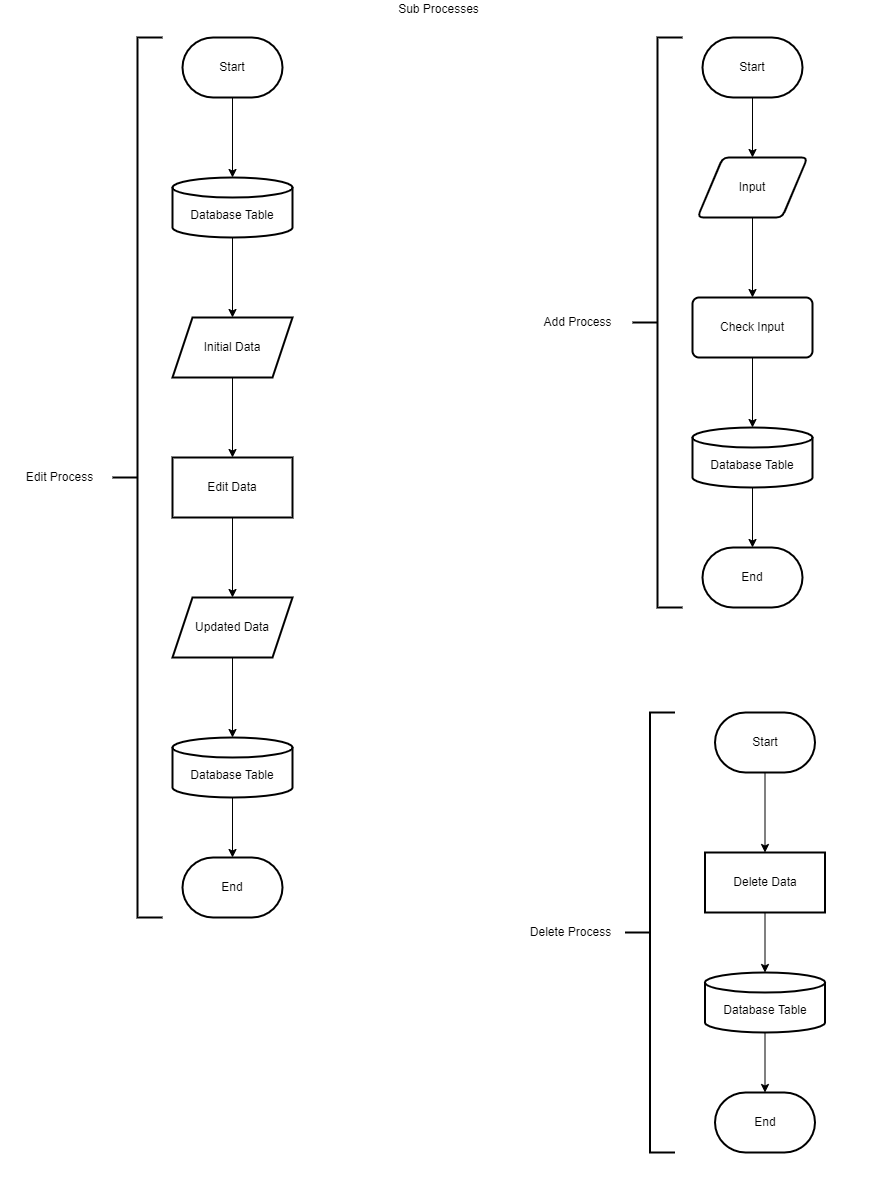 Sub Processes
Edit Process
Start
Database Table
Initial Data
Edit Data
Updated Data
Database Table
End
Add Process
Start
Input
Check Input
Database Table
End
Delete Process
Start
Delete Data
Database Table
End